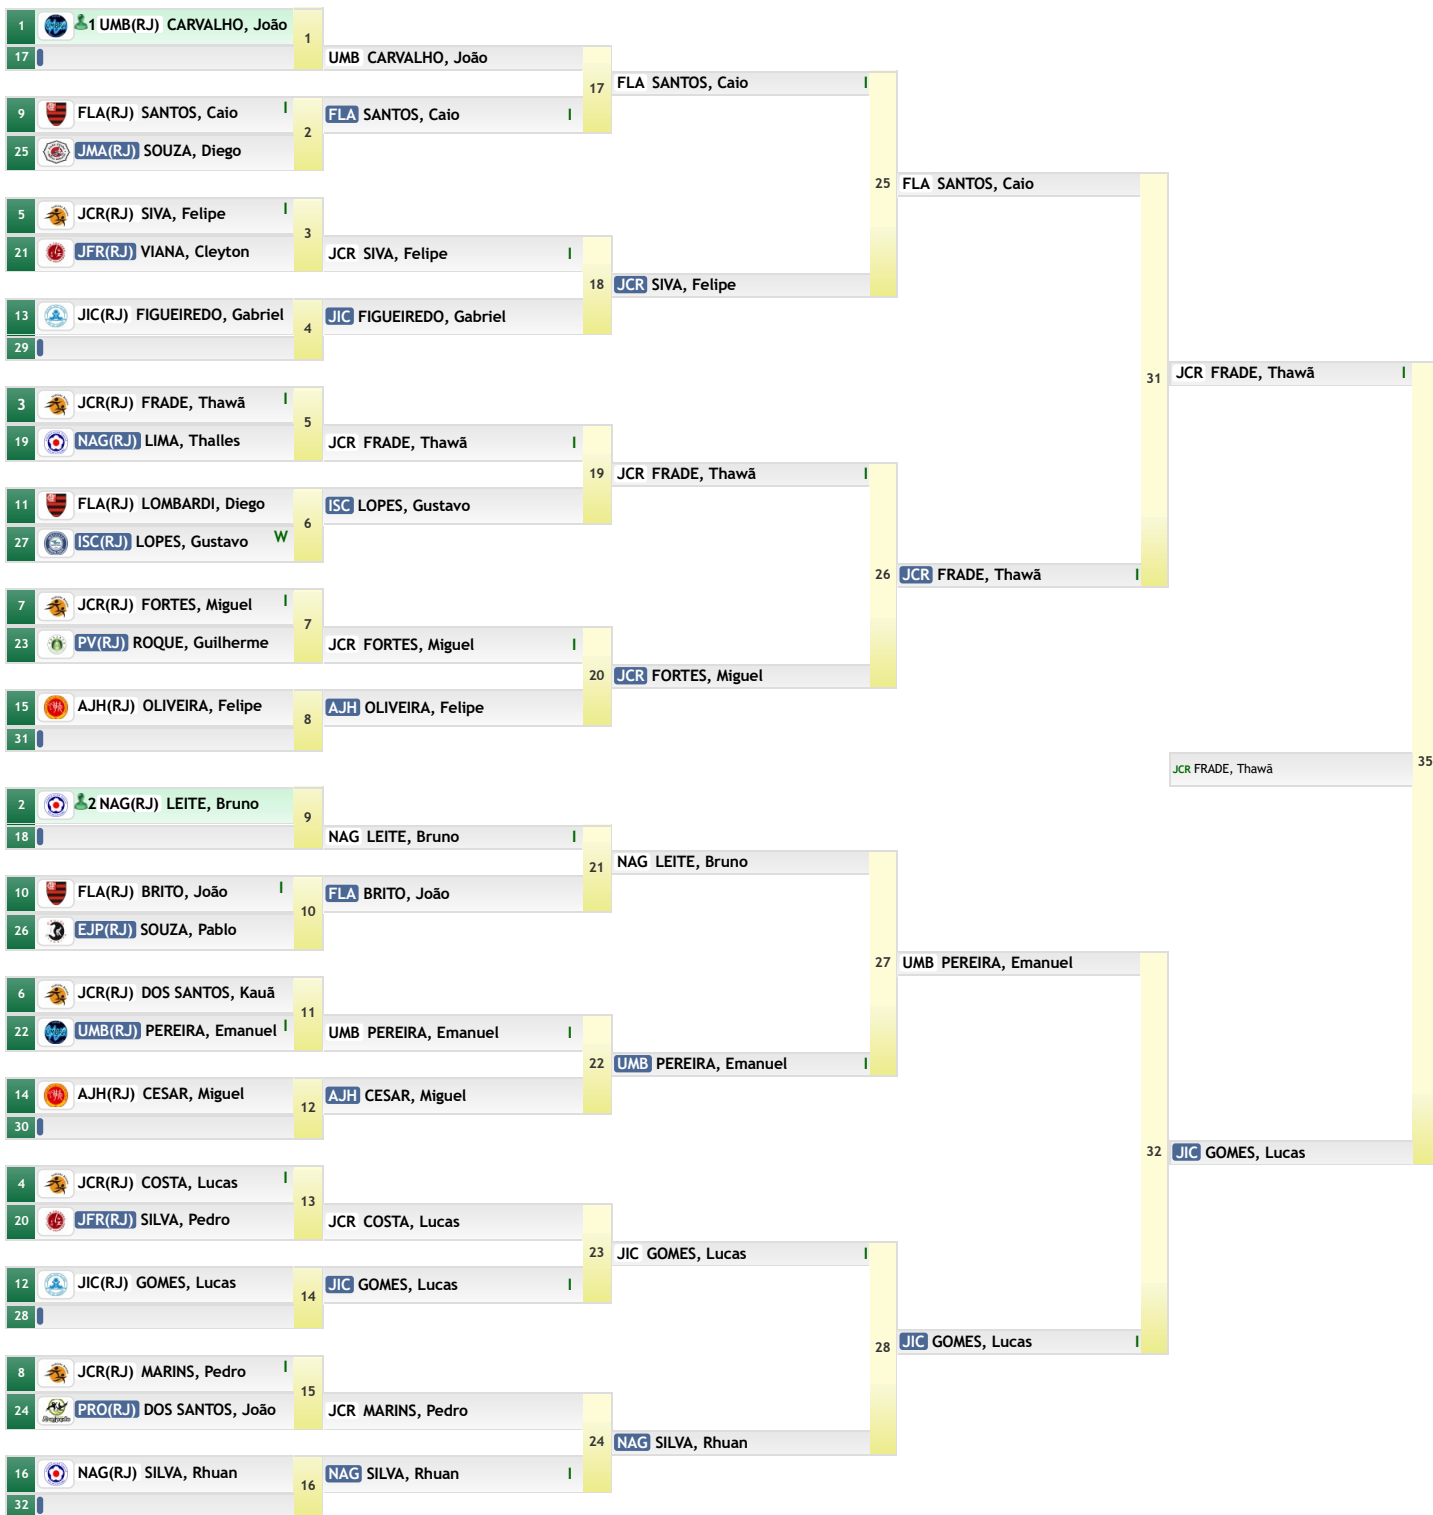 1 1 UMB(RJ) CARVALHO, João
17
1
9 FLA(RJ) SANTOS, Caio I
25 JMA(RJ) SOUZA, Diego
2
5 JCR(RJ) SIVA, Felipe I
21 JFR(RJ) VIANA, Cleyton
3
13 JIC(RJ) FIGUEIREDO, Gabriel
29
4
3 JCR(RJ) FRADE, Thawã I
19 NAG(RJ) LIMA, Thalles
5
11 FLA(RJ) LOMBARDI, Diego
27 ISC(RJ) LOPES, Gustavo W
6
7 JCR(RJ) FORTES, Miguel I
23 PV(RJ) ROQUE, Guilherme
7
15 AJH(RJ) OLIVEIRA, Felipe
31
8
2 2 NAG(RJ) LEITE, Bruno
18
9
10 FLA(RJ) BRITO, João I
26 EJP(RJ) SOUZA, Pablo
10
6 JCR(RJ) DOS SANTOS, Kauã
22 UMB(RJ) PEREIRA, Emanuel I
11
14 AJH(RJ) CESAR, Miguel
30
12
4 JCR(RJ) COSTA, Lucas I
20 JFR(RJ) SILVA, Pedro
13
12 JIC(RJ) GOMES, Lucas
28
14
8 JCR(RJ) MARINS, Pedro I
24 PRO(RJ) DOS SANTOS, João
15
16 NAG(RJ) SILVA, Rhuan
32
16
UMB CARVALHO, João
FLA SANTOS, Caio I
17
JCR SIVA, Felipe I
JIC FIGUEIREDO, Gabriel
18
JCR FRADE, Thawã I
ISC LOPES, Gustavo
19
JCR FORTES, Miguel I
AJH OLIVEIRA, Felipe
20
NAG LEITE, Bruno I
FLA BRITO, João
21
UMB PEREIRA, Emanuel I
AJH CESAR, Miguel
22
JCR COSTA, Lucas
JIC GOMES, Lucas I
23
JCR MARINS, Pedro
NAG SILVA, Rhuan I
24
FLA SANTOS, Caio I
JCR SIVA, Felipe
25
JCR FRADE, Thawã I
JCR FORTES, Miguel
26
NAG LEITE, Bruno
UMB PEREIRA, Emanuel I
27
JIC GOMES, Lucas I
NAG SILVA, Rhuan
28
FLA SANTOS, Caio
JCR FRADE, Thawã I
31
UMB PEREIRA, Emanuel
JIC GOMES, Lucas I
32
JCR FRADE, Thawã I
JIC GOMES, Lucas
35
JCR FRADE, Thawã